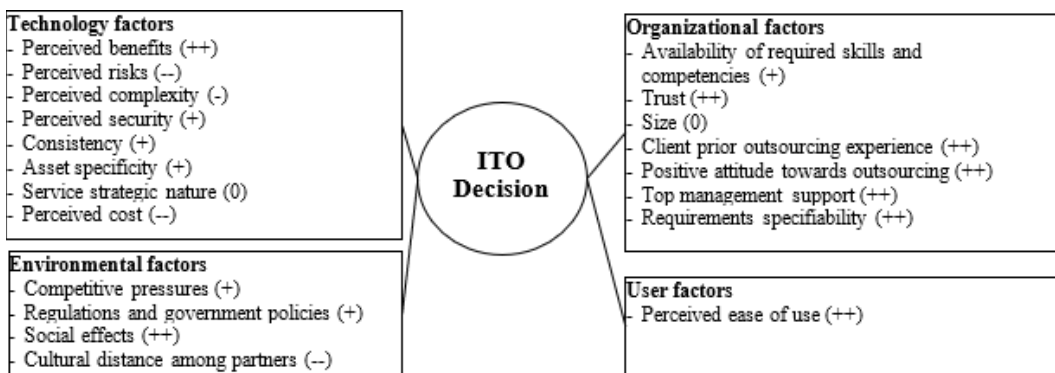 Technology factors
- Perceived benefits (++)
- Perceived risks (--)
- Perceived complexity (-)
- Perceived security (+)
- Consistency (+)
- Asset specificity (+)
- Service strategic nature (0)
- Perceived cost (--)
Environmental factors
- Competitive pressures (+)
- Regulations and government policies (+)
- Social effects (++)
- Cultural distance among partners (--)
ITO
Decision
Organizational factors
- Availability of required skills and
competencies (+)
- Trust (++)
- Size (0)
- Client prior outsourcing experience (++)
- Positive attitude towards outsourcing (++)
- Top management support (++)
- Requirements specifiability (++)
User factors
- Perceived ease of use (++)